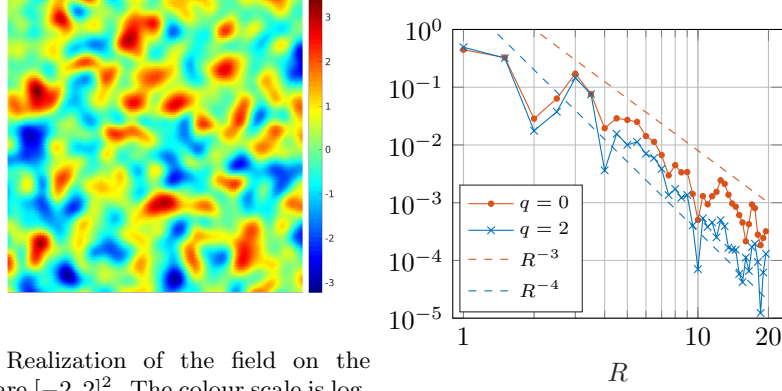 3
2
1
0
-1
-2
-3
10^0
10^-1
10^-2
10^-3
10^-4
10^-5
q = 0
q = 2
R^-3
R^-4
1
10
20
R
Realization of the field on the
[−2, 2]^2. The colour scale is log